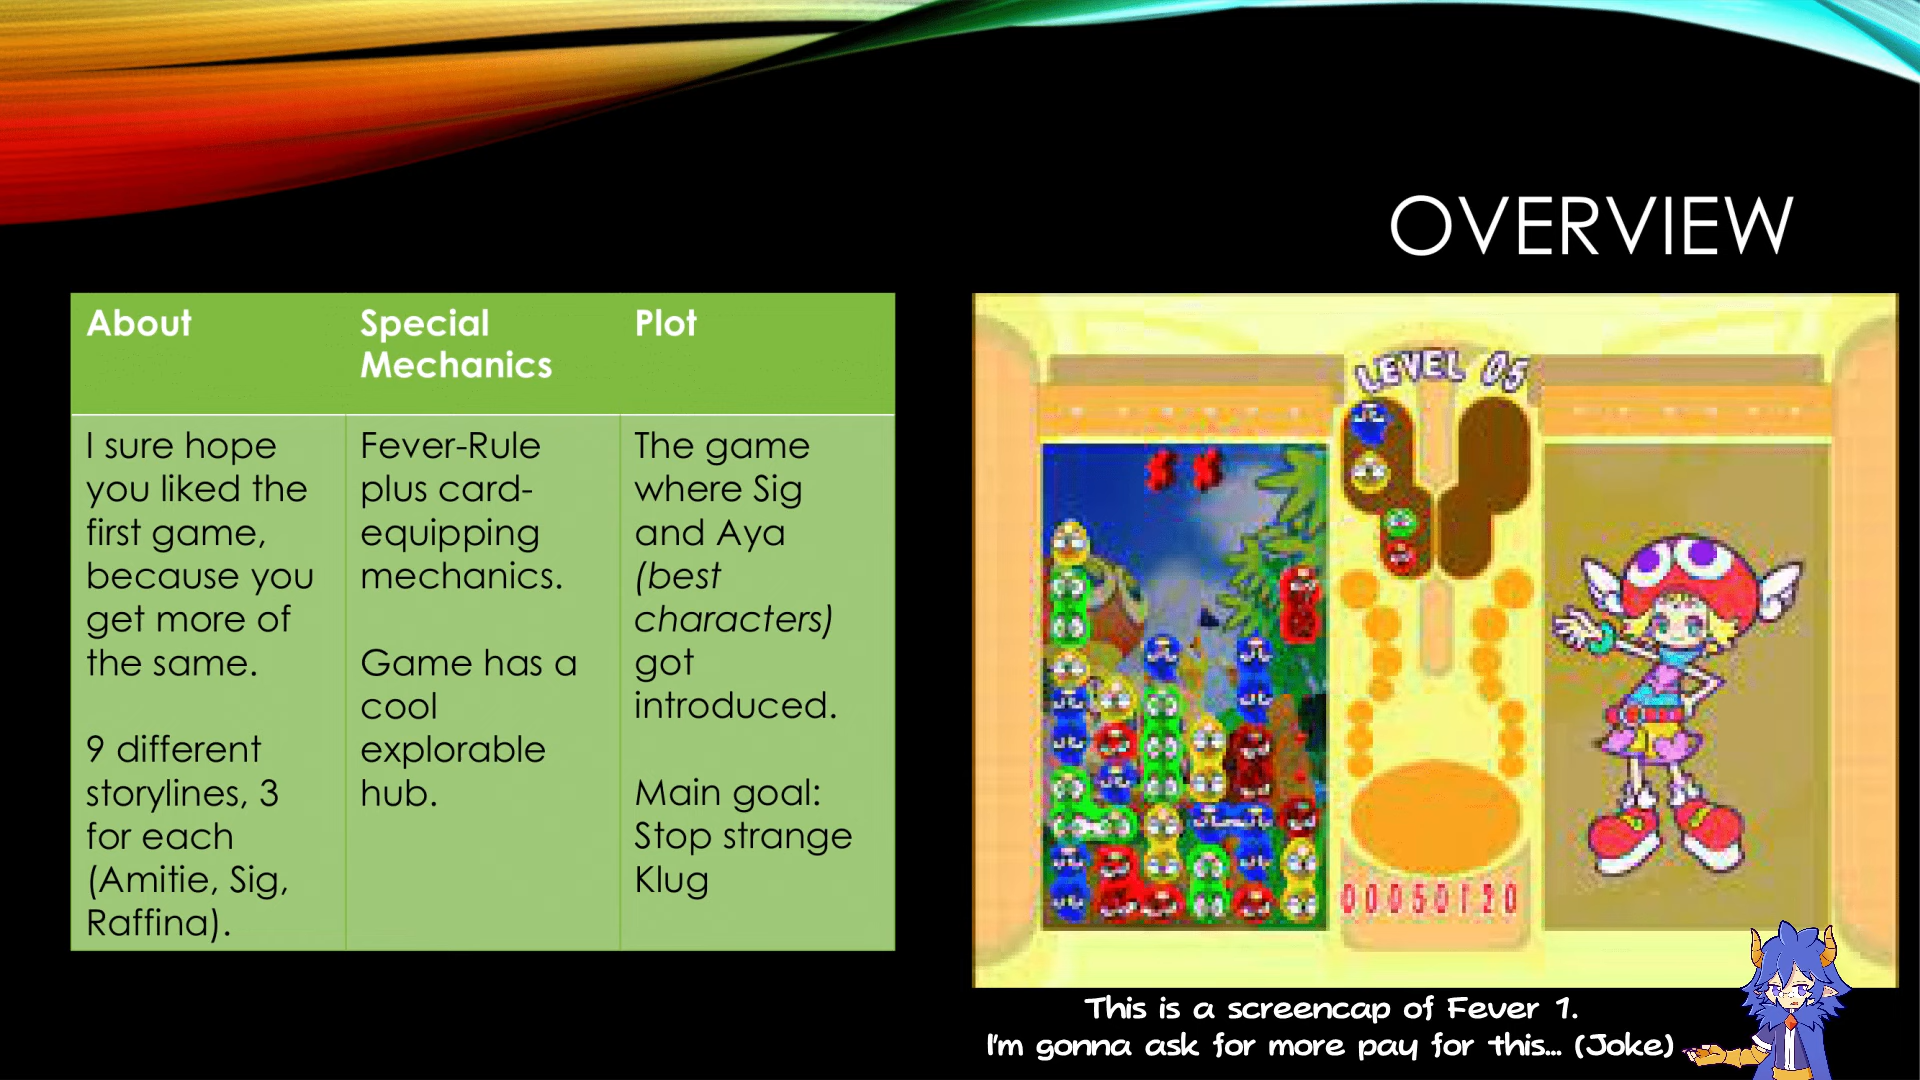 OVERVIEW
About
I sure hope
you liked the
first game,
because you
get more of
the same.
9 different
storylines, 3
for each
(Amitie, Sig,
Raffina).
Special
Mechanics
Fever-Rule
plus card-
equipping
mechanics.
Game has a
cool
explorable
hub.
Plot
The game
where Sig
and Aya
(best
characters)
got
introduced.
Main goal:
Stop strange
Klug
LEVEL 05
00050120
This is a screencap of Fever 1.
I'm gonna ask for more pay for this... (Joke)